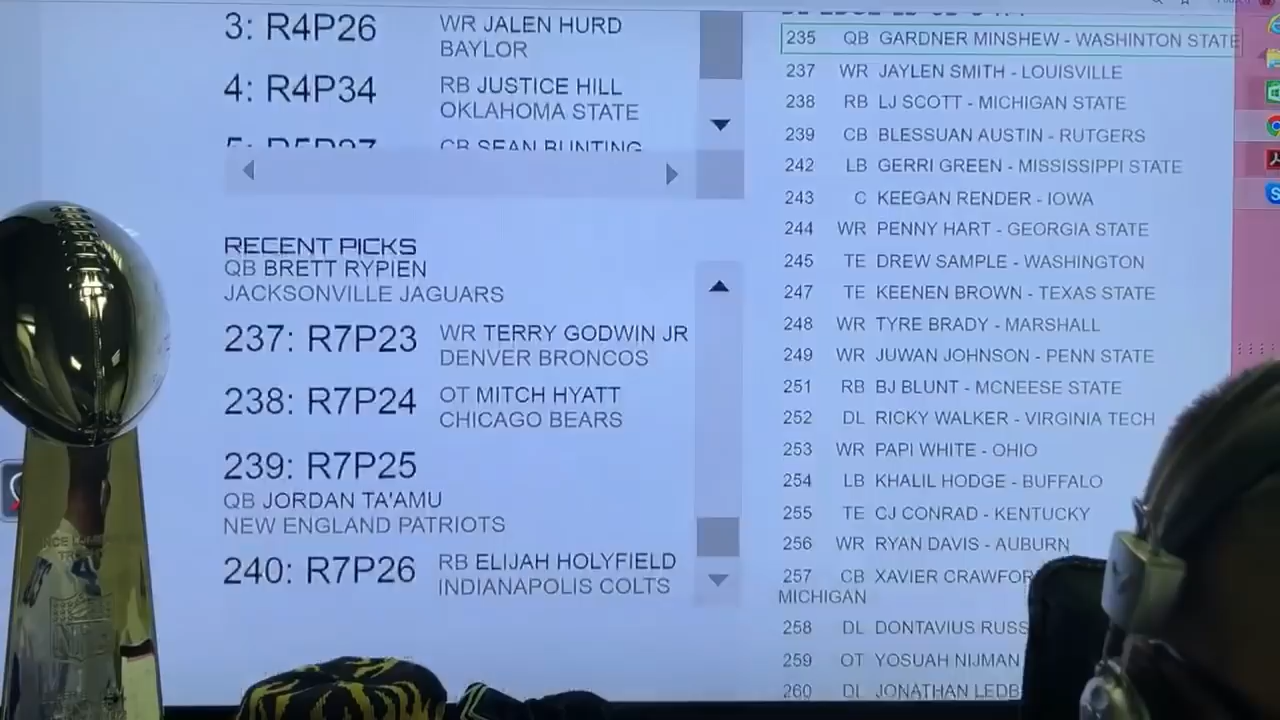 3: R4P26
WR JALEN HURD
BAYLOR
4: R4P34
RB JUSTICE HILL
OKLAHOMA STATE
CB SEAN BUNTING
RECENT PICKS
QB BRETT RYPIEN
JACKSONVILLE JAGUARS
237: R7P23
WR TERRY GODWIN JR
DENVER BRONCOS
238: R7P24
OT MITCH HYATT
CHICAGO BEARS
239: R7P25
QB JORDAN TA'AMU
NEW ENGLAND PATRIOTS
240: R7P26
RB ELIJAH HOLYFIELD
INDIANAPOLIS COLTS
235 QB GARDNER MINSHEW - WASHINTON STATE
237 WR JAYLEN SMITH - LOUISVILLE
238 RB LJ SCOTT - MICHIGAN STATE
239 CB BLESSUAN AUSTIN - RUTGERS
242 LB GERRI GREEN - MISSISSIPPI STATE
243 C KEEGAN RENDER - IOWA
244 WR PENNY HART - GEORGIA STATE
245 TE DREW SAMPLE - WASHINGTON
247 TE KEENEN BROWN - TEXAS STATE
248 WR TYRE BRADY - MARSHALL
249 WR JUWAN JOHNSON - PENN STATE
251 RB BJ BLUNT - MCNEESE STATE
252 DL RICKY WALKER - VIRGINIA TECH
253 WR PAPI WHITE - OHIO
254 LB KHALIL HODGE - BUFFALO
255 TE CJ CONRAD - KENTUCKY
256 WR RYAN DAVIS - AUBURN
257 CB XAVIER CRAWFOR
MICHIGAN
258 DL DONTAVIUS RUSS
259 OT YOSUAH NIJMAN
260 DL JONATHAN LEDB